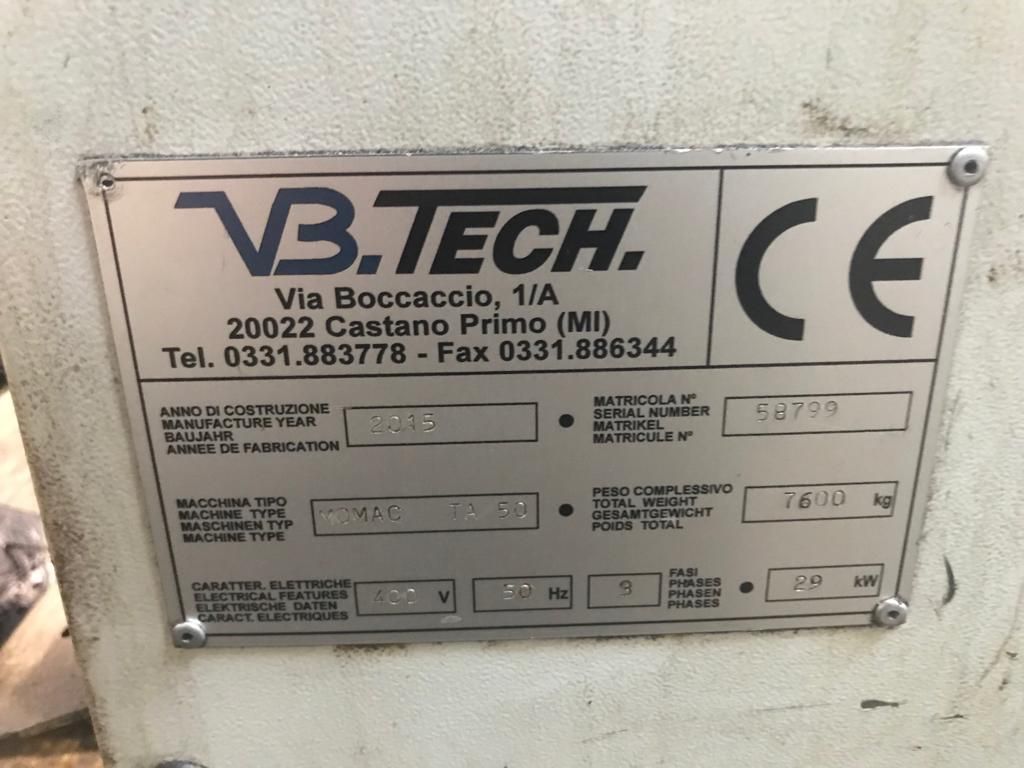 VB.TECH.
CE
Via Boccaccio, 1/A
20022 Castano Primo (MI)
Tel. 0331.883778 - Fax 0331.886344
ANNO DI COSTRUZIONE
MANUFACTURE YEAR
BAUJAHR
ANNEE DE FABRICATION
2015
MATRICOLA Nº
SERIAL NUMBER
MATRIKEL
MATRICULE Nº
58799
MACCHINA TIPO
MACHINE TYPE
MASCHINEN TYP
MACHINE TYPE
MOMAC TA 50
PESO COMPLESSIVO
TOTAL WEIGHT
GESAMTGEWICHT
POIDS TOTAL
7600 kg
CARATTER. ELETTRICHE
ELECTRICAL FEATURES
ELEKTRISCHE DATEN
CARACT. ELECTRIQUES
400 V
50 Hz
3
FASI
PHASES
PHASEN
PHASES
29 kW